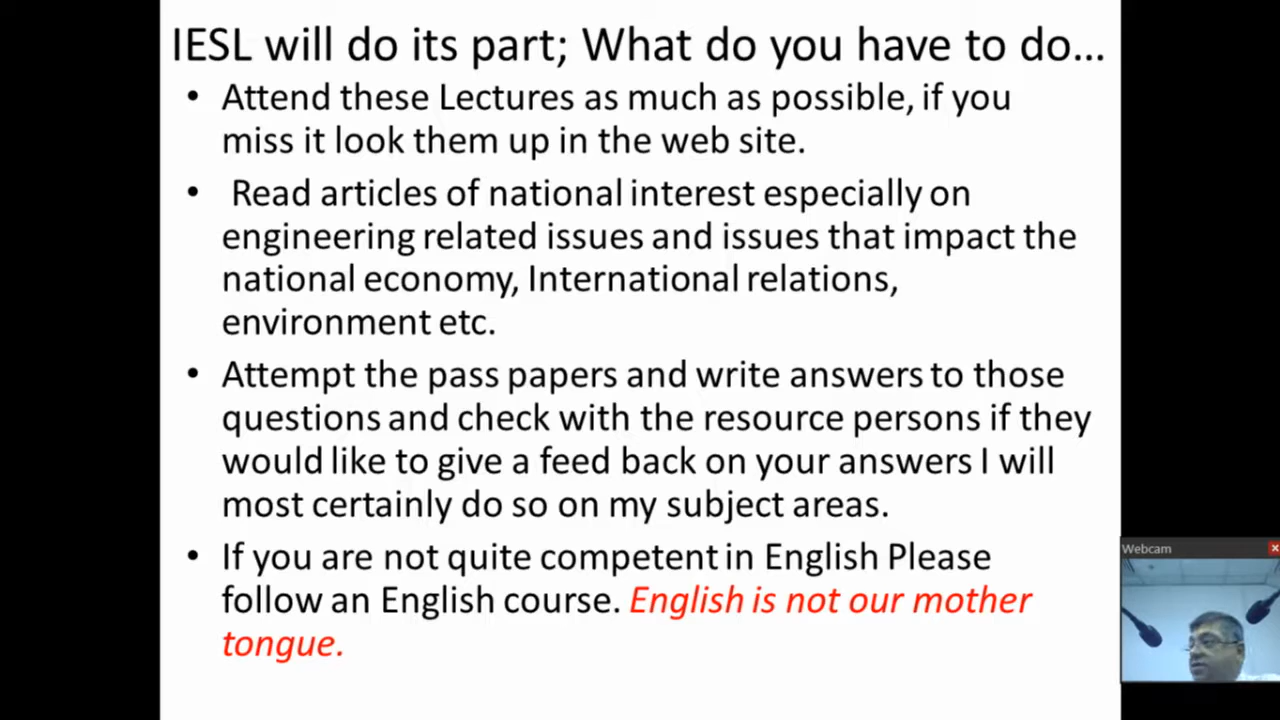 IESL will do its part; What do you have to do...
• Attend these Lectures as much as possible, if you
miss it look them up in the web site.
• Read articles of national interest especially on
engineering related issues and issues that impact the
national economy, International relations,
environment etc.
• Attempt the pass papers and write answers to those
questions and check with the resource persons if they
would like to give a feed back on your answers I will
most certainly do so on my subject areas.
• If you are not quite competent in English Please
follow an English course. English is not our mother
tongue.
Webcam